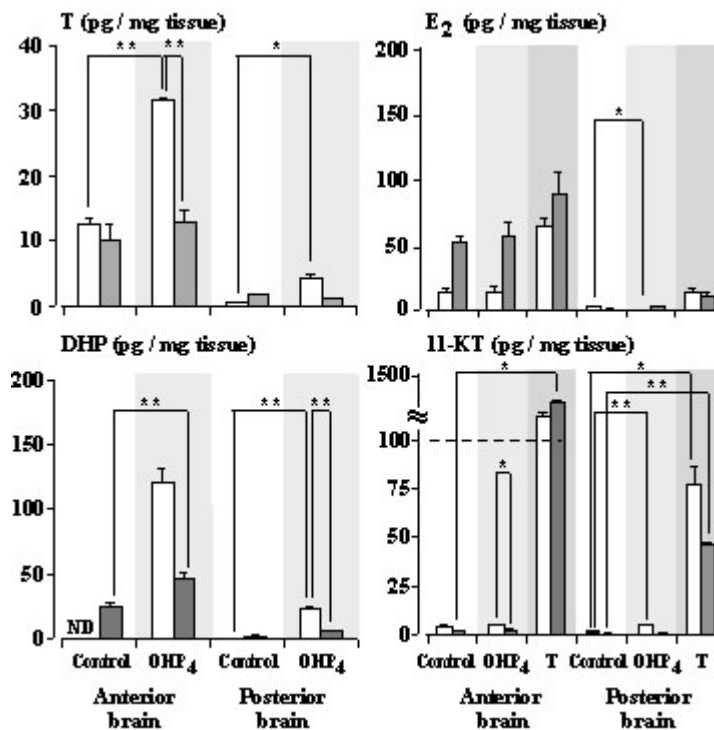 T (pg / mg tissue)
40
30
20
10
0
**
**
*
E2 (pg / mg tissue)
200
150
100
50
0
*
DHP (pg / mg tissue)
200
150
100
50
0
ND
**
**
**
Control
OHP4
Control
OHP4
Anterior
brain
Posterior
brain
11-KT (pg / mg tissue)
1500
100
75
50
25
0
*
*
*
**
**
Control
OHP4
T
Control
OHP4
T
Anterior
brain
Posterior
brain